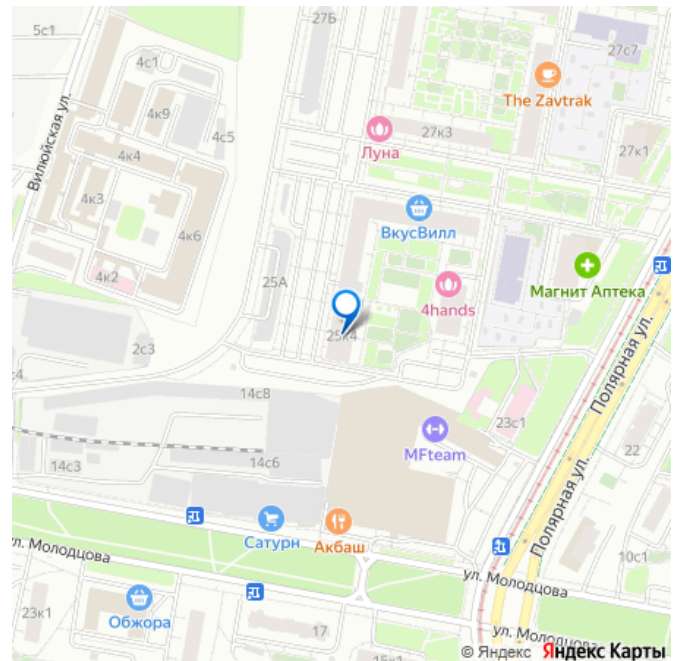 5с1
27Б
27с7
4с1
The Zavtrak
Вилюйская ул.
4к9
27к3
4с5
Луна
27к1
4к4
4к3
ВкусВилл
4к6
4к2
25А
Магнит Аптека
4hands
25к4
Полярная ул.
2с3
14с8
23с1
MFteam
22
14с3
14с6
Полярная ул.
Сатурн
Акбаш
10с1
ул. Молодцова
ул. Молодцова
Обжора
23к1
17
ул. Молодцова
15к1
© Яндекс Яндекс Карты